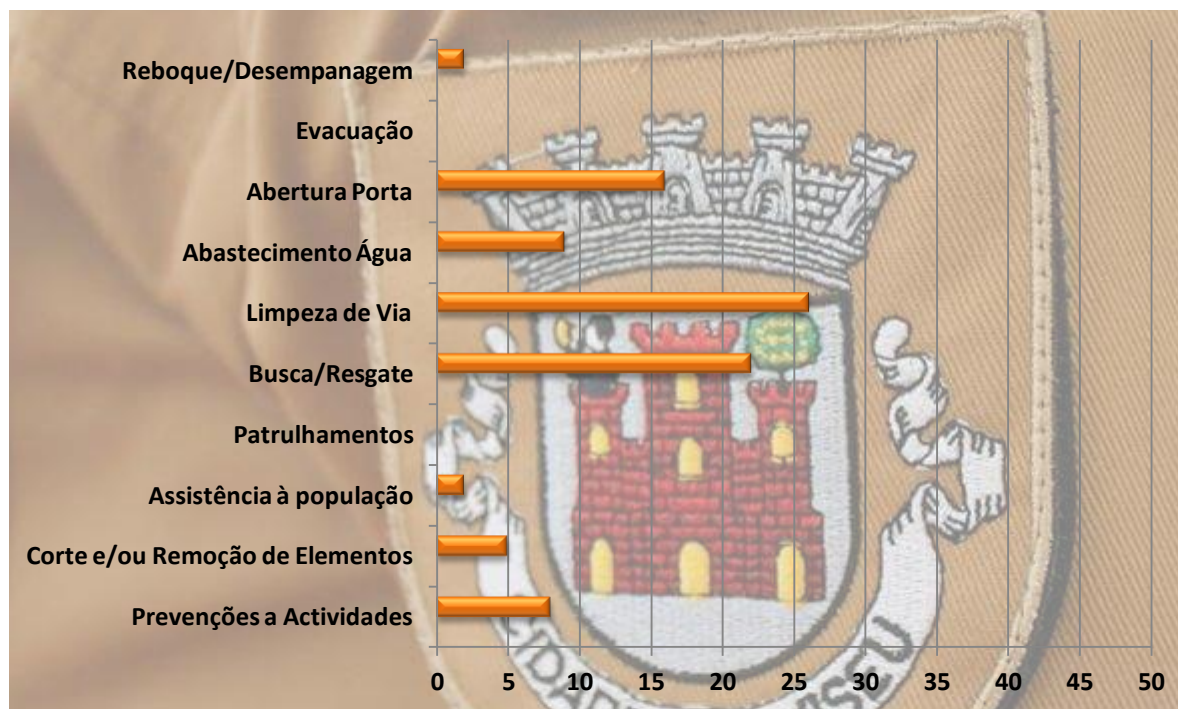 Reboque/Desempanagem
Evacuação
Abertura Porta
Abastecimento Água
Limpeza de Via
Busca/Resgate
Patrulhamentos
Assistência à população
Corte e/ou Remoção de Elementos
Prevenções a Actividades
0 5 10 15 20 25 30 35 40 45 50